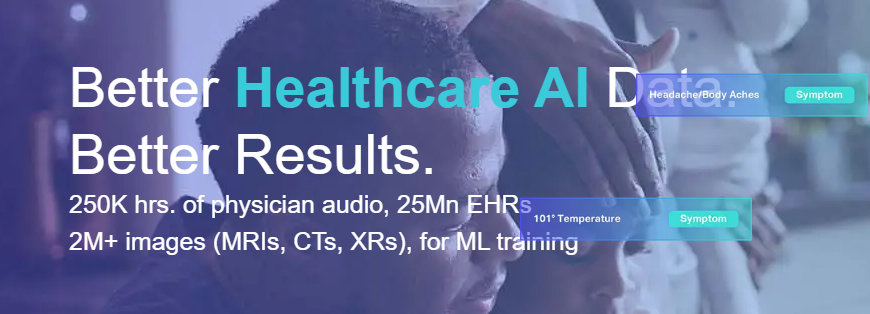 Better Healthcare AI Data.
Headache/Body Aches Symptom
Better Results.
250K hrs. of physician audio, 25Mn EHRs
101° Temperature Symptom
2M+ images (MRIs, CTs, XRs), for ML training